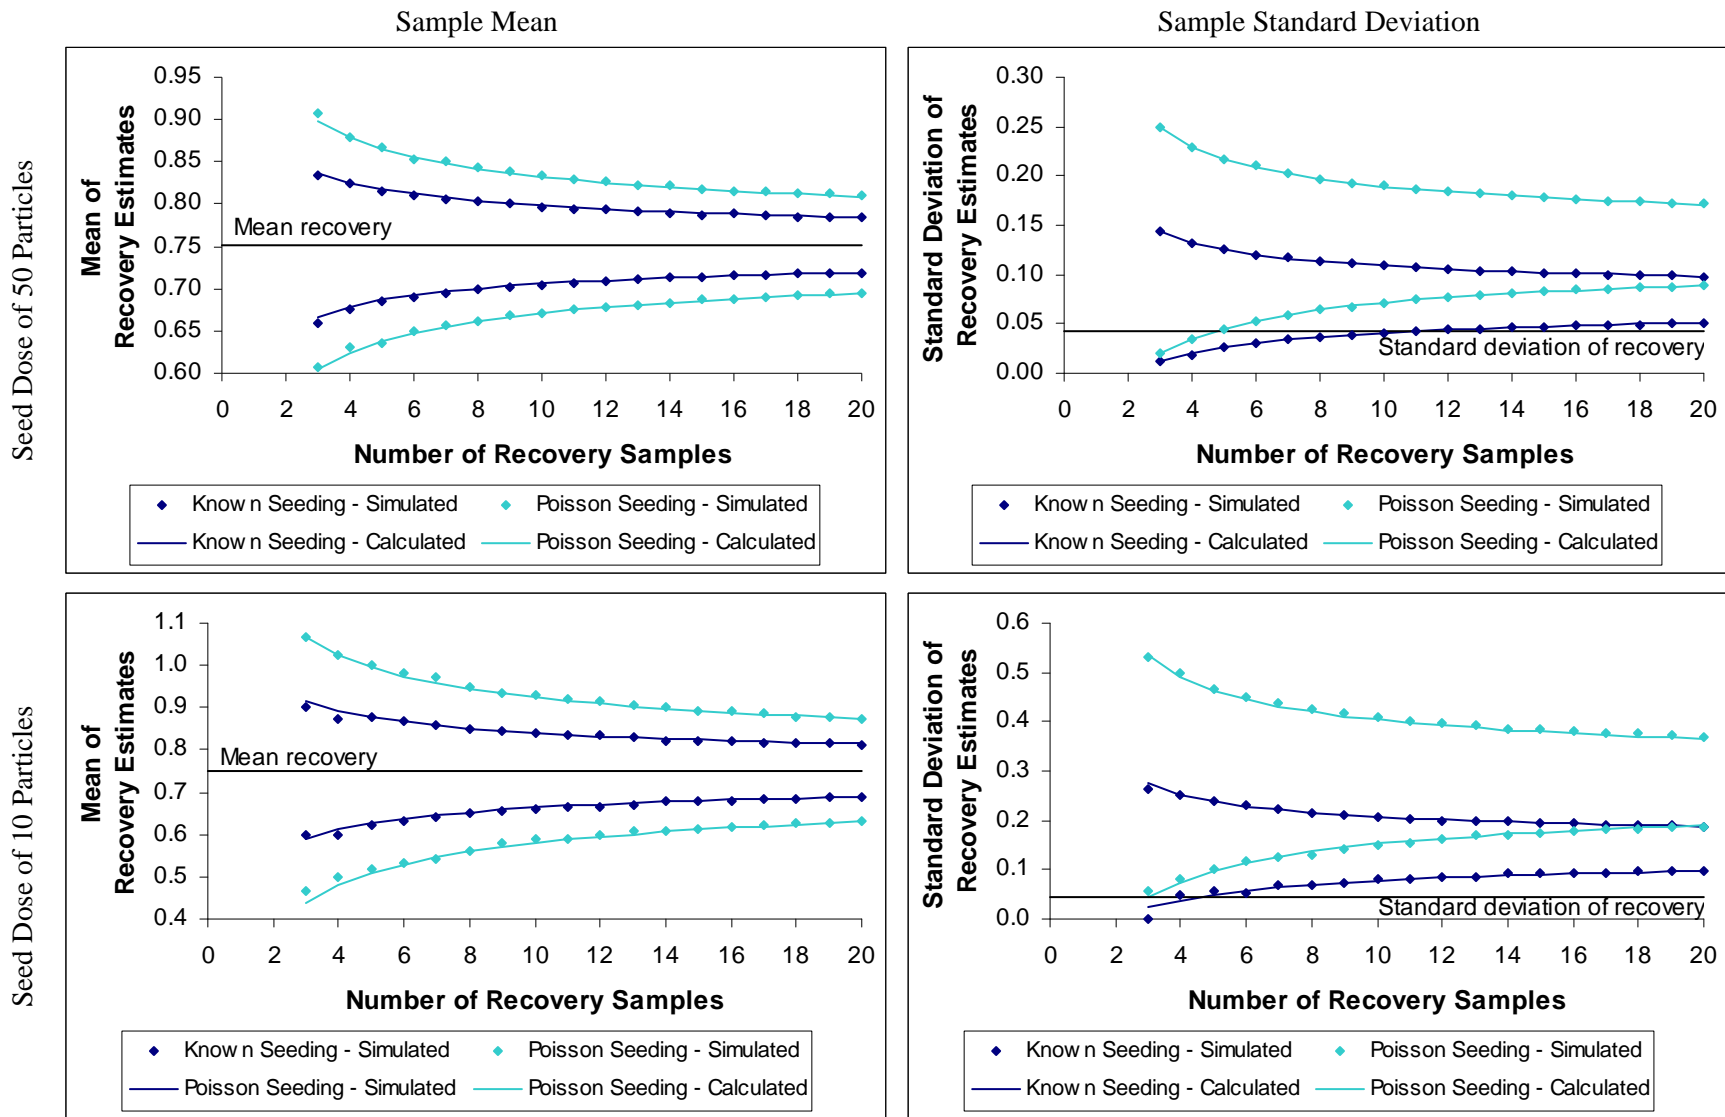 Sample Mean
Sample Standard Deviation
Seed Dose of 50 Particles
Mean of
Recovery Estimates
0.95
0.90
0.85
0.80
0.75
0.70
0.65
0.60
Mean recovery
0 2 4 6 8 10 12 14 16 18 20
Number of Recovery Samples
Known Seeding - Simulated
Poisson Seeding - Simulated
Known Seeding - Calculated
Poisson Seeding - Calculated
Standard Deviation of
Recovery Estimates
0.30
0.25
0.20
0.15
0.10
0.05
0.00
Standard deviation of recovery
0 2 4 6 8 10 12 14 16 18 20
Number of Recovery Samples
Known Seeding - Simulated
Poisson Seeding - Simulated
Known Seeding - Calculated
Poisson Seeding - Calculated
Seed Dose of 10 Particles
Mean of
Recovery Estimates
1.1
1.0
0.9
0.8
0.7
0.6
0.5
0.4
Mean recovery
0 2 4 6 8 10 12 14 16 18 20
Number of Recovery Samples
Known Seeding - Simulated
Poisson Seeding - Simulated
Poisson Seeding - Simulated
Poisson Seeding - Calculated
Standard Deviation of
Recovery Estimates
0.6
0.5
0.4
0.3
0.2
0.1
0.0
Standard deviation of recovery
0 2 4 6 8 10 12 14 16 18 20
Number of Recovery Samples
Known Seeding - Simulated
Poisson Seeding - Simulated
Known Seeding - Calculated
Poisson Seeding - Calculated